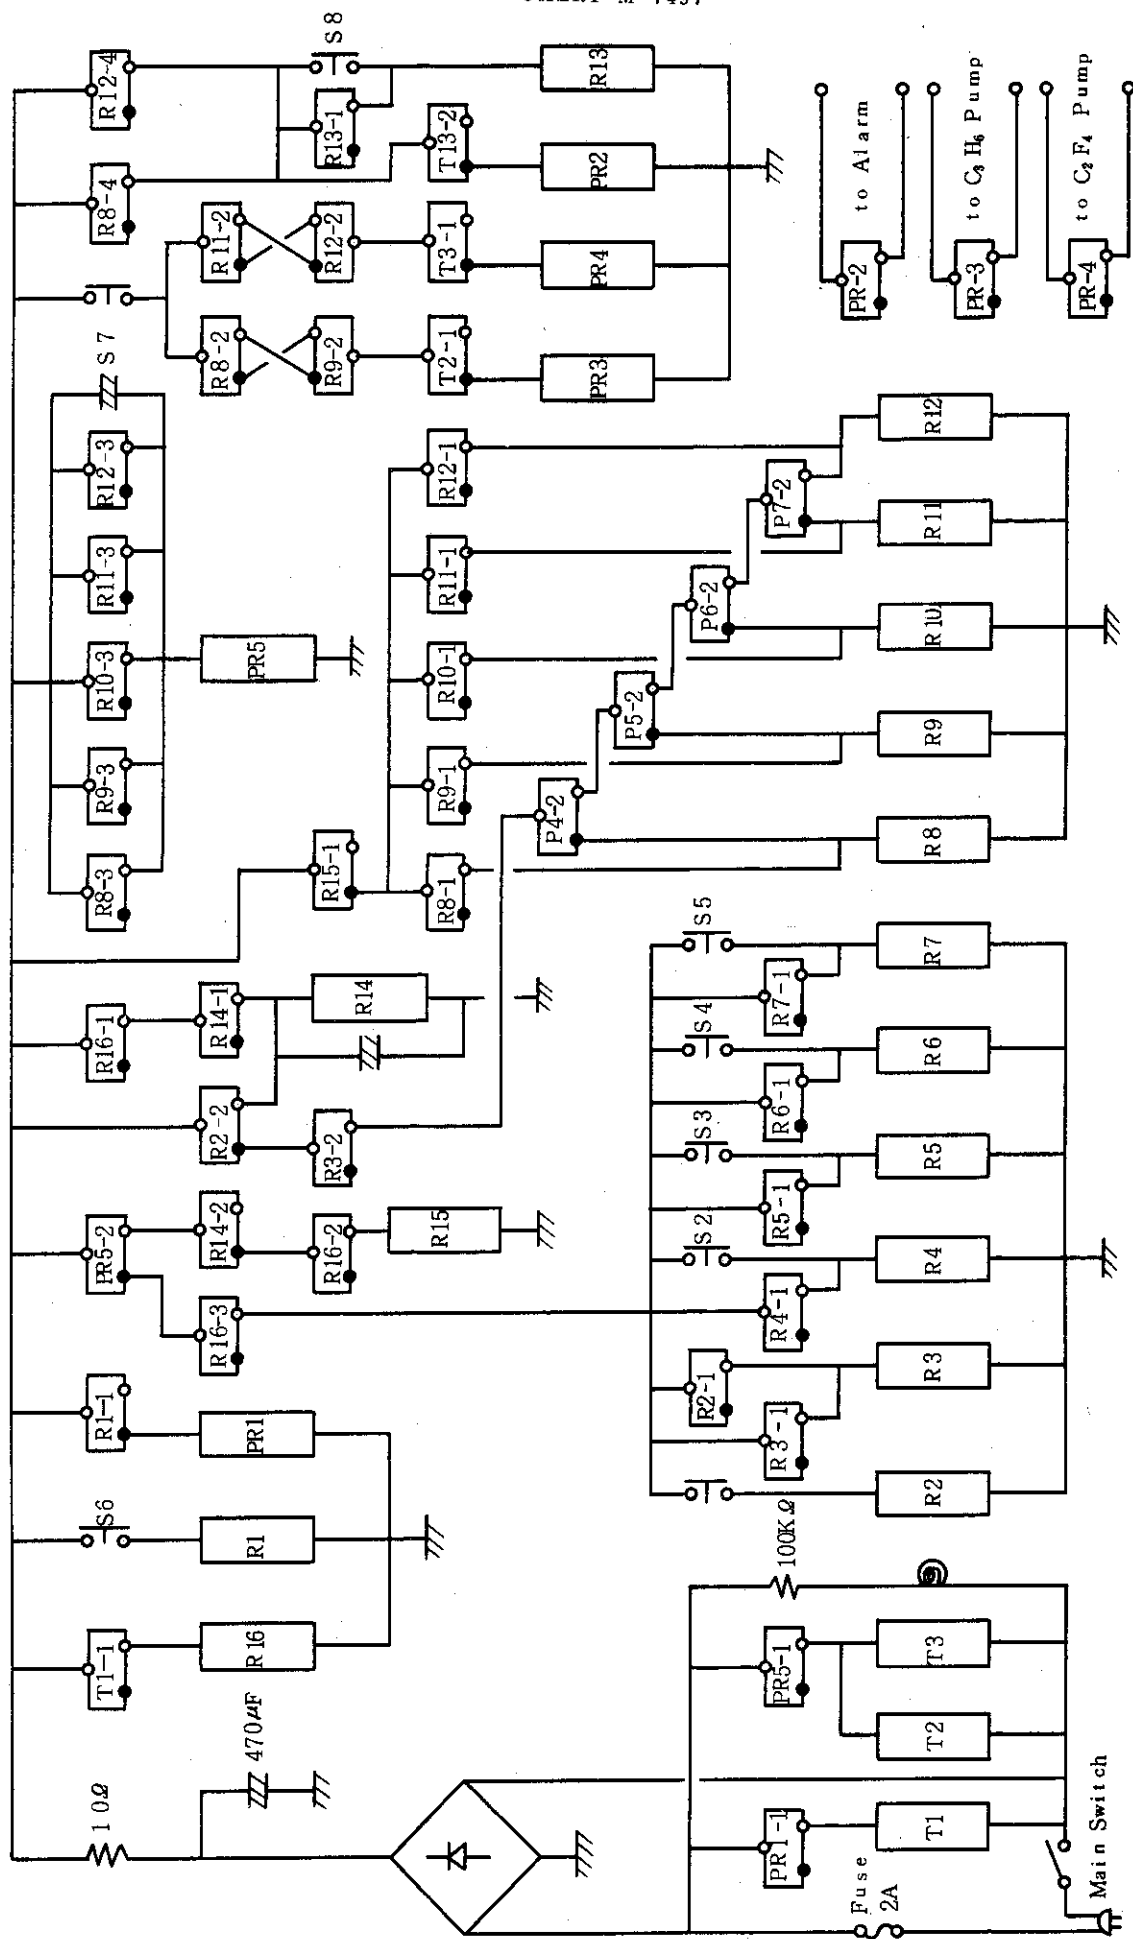 R12-4
S8
R8-4
R13-1
R13
T13-2
PR2
R11-2
R12-2
T3-1
PR4
S7
R8-2
R9-2
T2-1
PR3
to Alarm
PR-2
to C₃H₆ Pump
PR-3
to C₂F₄ Pump
PR-4
R12-3
R11-3
R10-3
R9-3
R8-3
PR5
R12-1
R11-1
R10-1
R9-1
R8-1
R15-1
P7-2
P6-2
P5-2
P4-2
R12
R11
R10
R9
R8
R16-1
R14-1
R14
R2-2
R3-2
PR5-2
R14-2
R16-2
R15
R16-3
S5
R7-1
R7
S4
R6-1
R6
S3
R5-1
R5
S2
R4-1
R4
R2-1
R3-1
R3
R2
R1-1
PR1
S6
R1
T1-1
R16
10Ω
470μF
100KΩ
PR5-1
T3
T2
PR1-1
T1
Fuse
2A
Main Switch